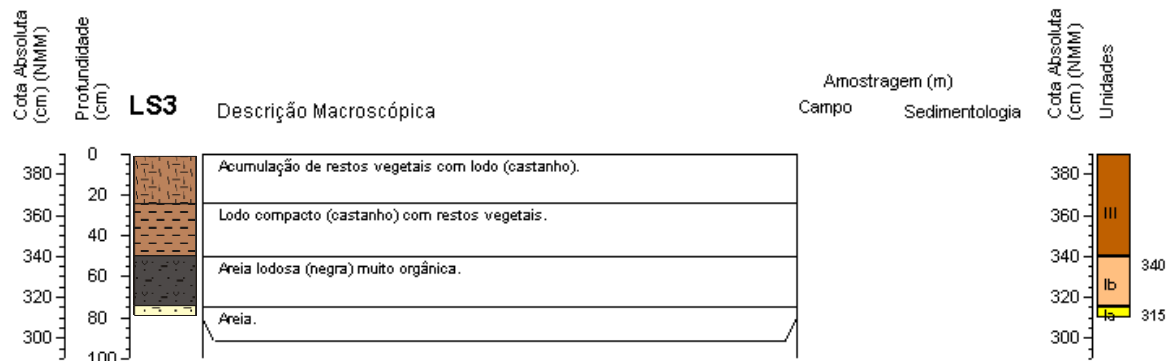 Cota Absoluta
(cm) (NMM)
Profundidade
(cm)
LS3
Descrição Macroscópica
Amostragem (m)
Campo
Sedimentologia
Cota Absoluta
(cm) (NMM)
Unidades
380
360
340
320
300
0
20
40
60
80
100
Acumulação de restos vegetais com lodo (castanho).
Lodo compacto (castanho) com restos vegetais.
Areia lodosa (negra) muito orgânica.
Areia.
380
360
340
320
300
III
Ib
Ia
340
315